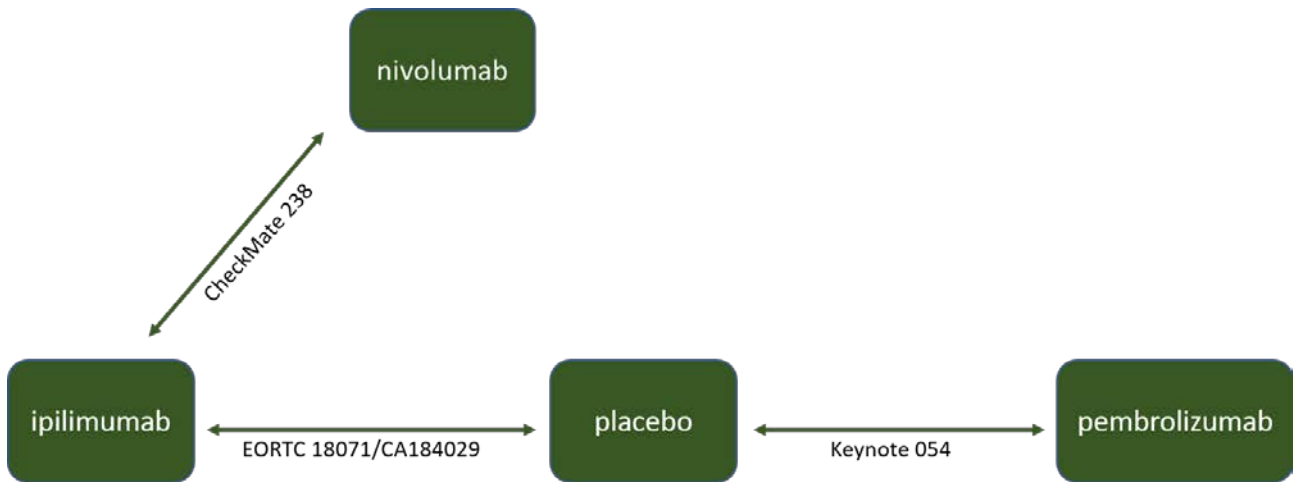 nivolumab
CheckMate 238
ipilimumab
EORTC 18071/CA184029
placebo
Keynote 054
pembrolizumab